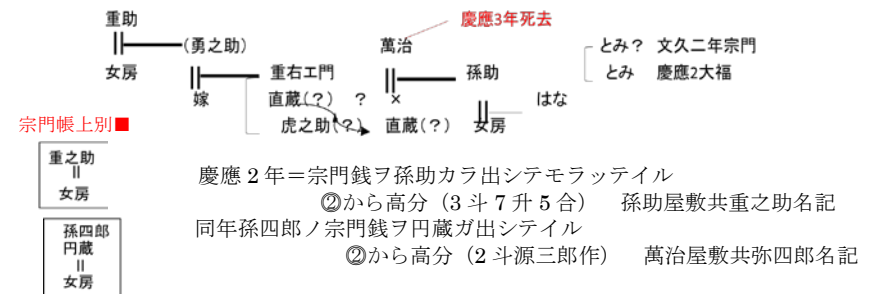 重助
慶應3年死去
(勇之助)
萬治
とみ？ 文久二年宗門
女房
重右エ門
孫助
とみ 慶應2大福
嫁
直蔵(？) ？ ×
はな
虎之助(？)
直蔵(？)
女房
宗門帳上別■
重之助
女房
慶應２年＝宗門銭ヲ孫助カラ出シテモラッテイル
②から高分（3斗7升5合） 孫助屋敷共重之助名記
孫四郎
円蔵
女房
同年孫四郎ノ宗門銭ヲ円蔵ガ出シテイル
②から高分（2斗源三郎作） 萬治屋敷共弥四郎名記